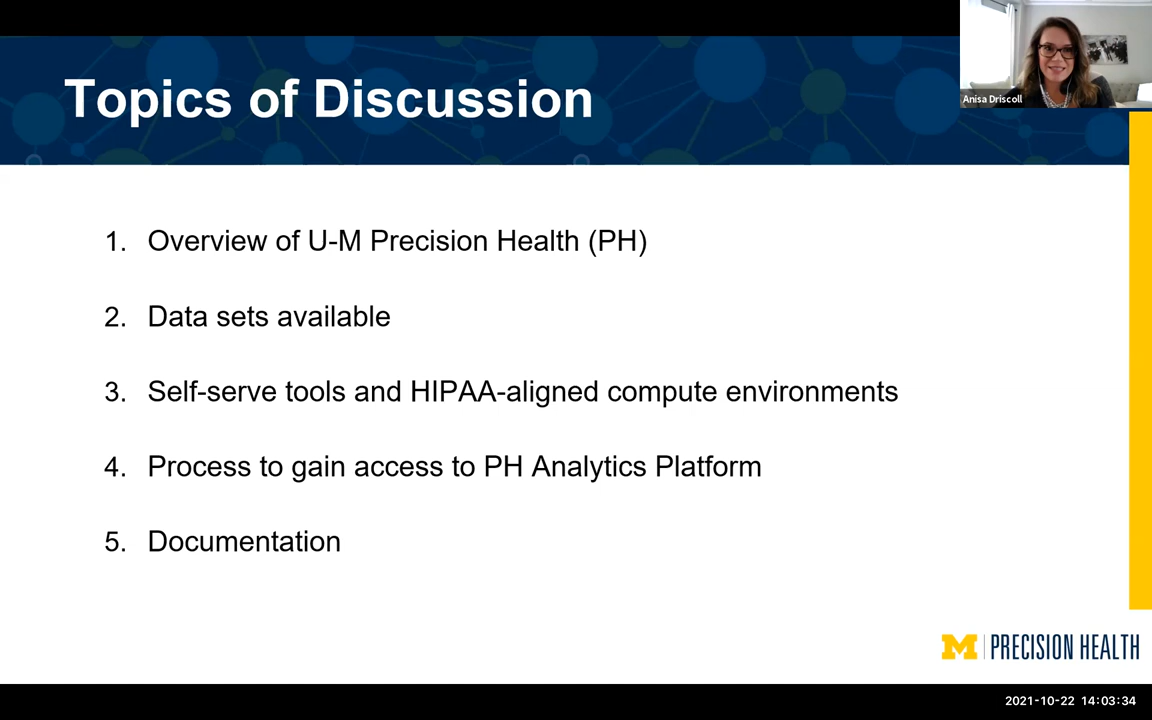 Topics of Discussion
Anisa Driscoll
1. Overview of U-M Precision Health (PH)
2. Data sets available
3. Self-serve tools and HIPAA-aligned compute environments
4. Process to gain access to PH Analytics Platform
5. Documentation
M | PRECISION HEALTH
2021-10-22 14:03:34